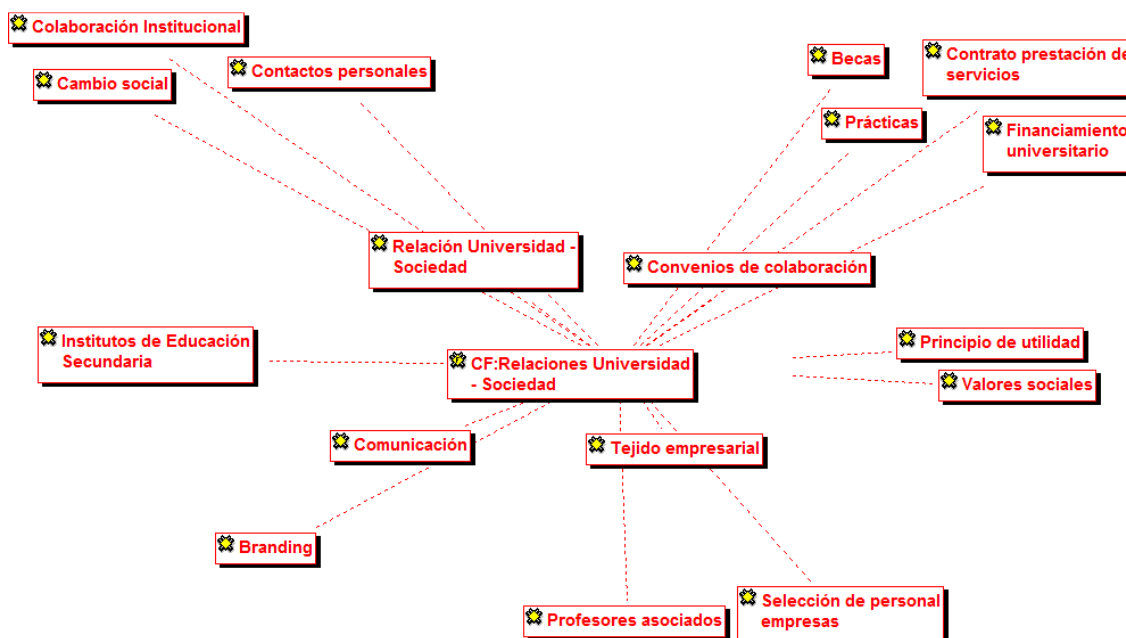 Colaboración Institucional
Contactos personales
Cambio social
Becas
Contrato prestación de
servicios
Prácticas
Financiamiento
universitario
Relación Universidad -
Sociedad
Convenios de colaboración
Institutos de Educación
Secundaria
CF:Relaciones Universidad
- Sociedad
Principio de utilidad
Valores sociales
Comunicación
Tejido empresarial
Branding
Profesores asociados
Selección de personal
empresas